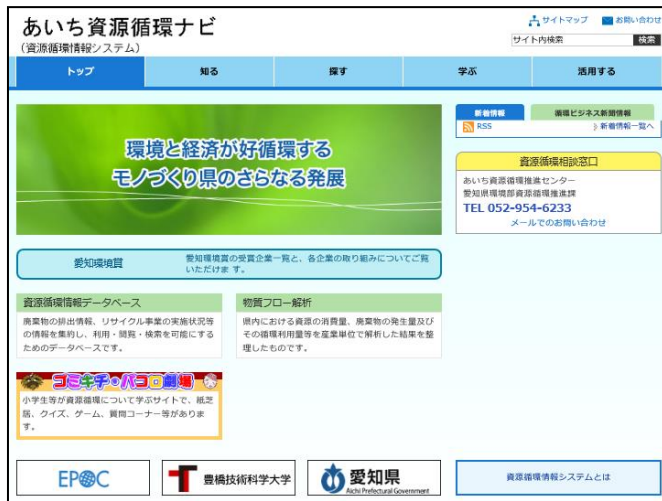 あいち資源循環ナビ
(資源循環情報システム)
サイトマップ お問い合わせ
サイト内検索 検索
トップ 知る 探す 学ぶ 活用する
環境と経済が好循環する
モノづくり県のさらなる発展
新着情報 循環ビジネス新聞情報
RSS 新着情報一覧へ
資源循環相談窓口
あいち資源循環推進センター
愛知県環境部資源循環推進課
TEL 052-954-6233
メールでのお問い合わせ
愛知環境賞
愛知環境賞の受賞企業一覧と、各企業の取り組みについてご覧
いただけま す。
資源循環情報データベース
廃棄物の排出情報、リサイクル事業の実施状況等
の情報を集約し、利用・閲覧・検索を可能にする
ためのデータベースです。
物質フロー解析
県内における資源の消費量、廃棄物の発生量及び
その循環利用量等を産業単位で解析した結果を整
理したものです。
ゴミキチ・パコロ劇場
小学生等が資源循環について学ぶサイトで、紙芝
居、クイズ、ゲーム、質問コーナー等がありま
す。
EPOC
豊橋技術科学大学
愛知県
Aichi Prefectural Government
資源循環情報システムとは